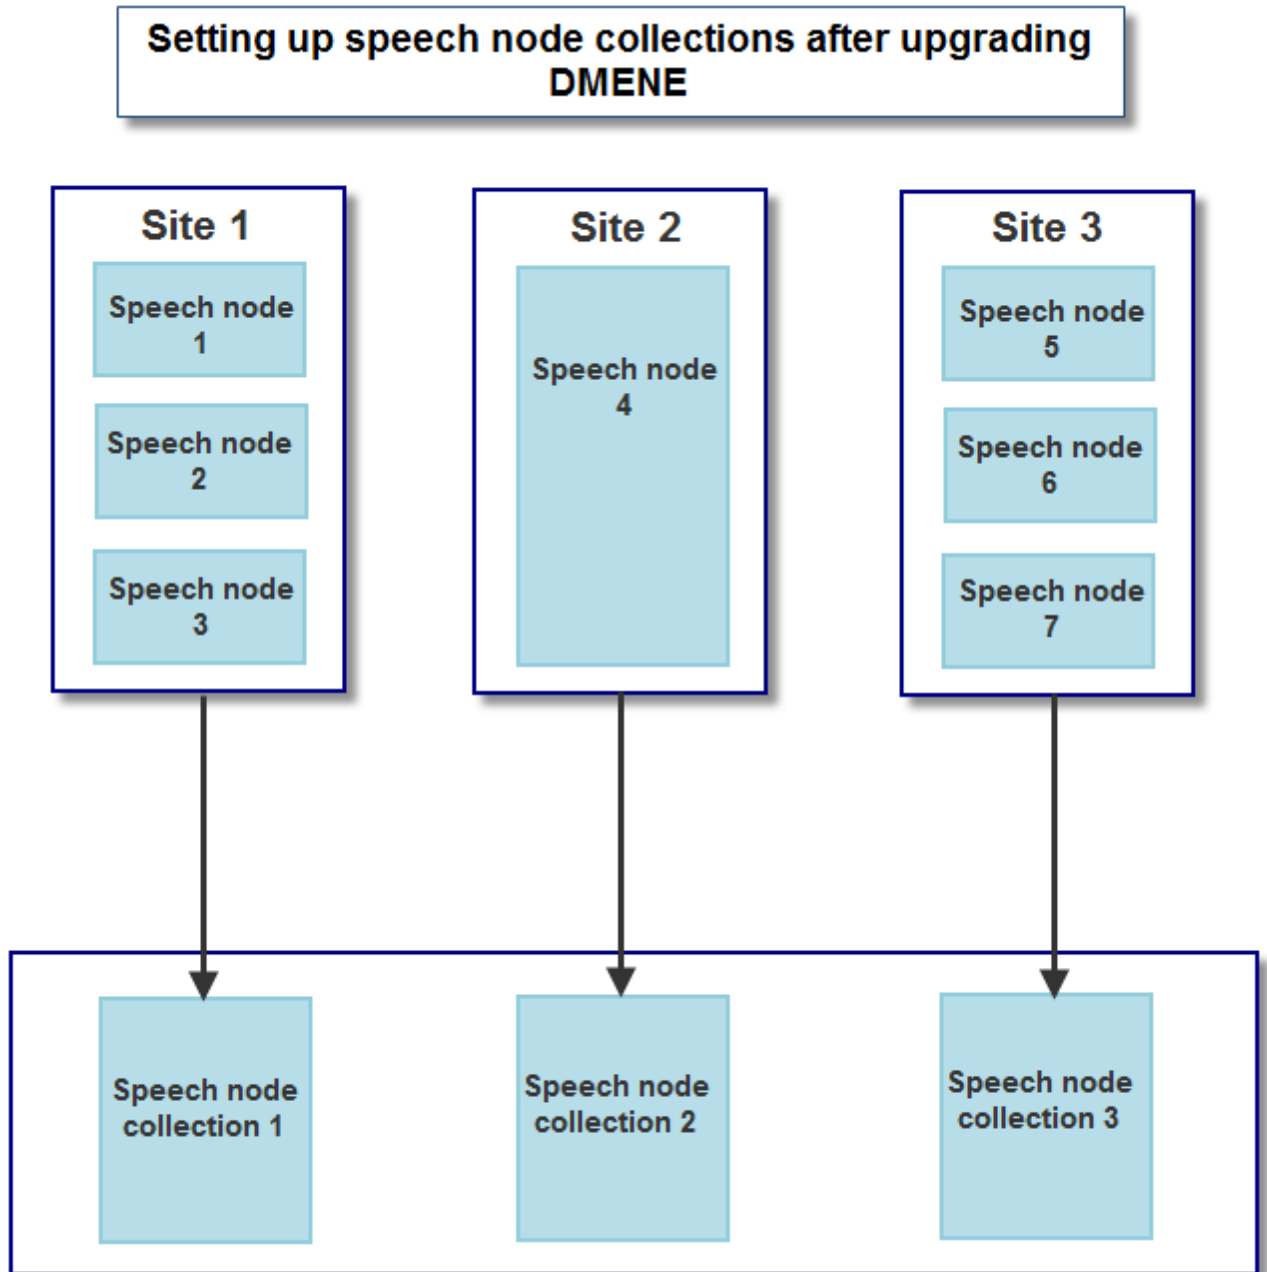 Setting up speech node collections after upgrading
DMENE
Site 1
Speech node
1
Speech node
2
Speech node
3
Site 2
Speech node
4
Site 3
Speech node
5
Speech node
6
Speech node
7
Speech node
collection 1
Speech node
collection 2
Speech node
collection 3